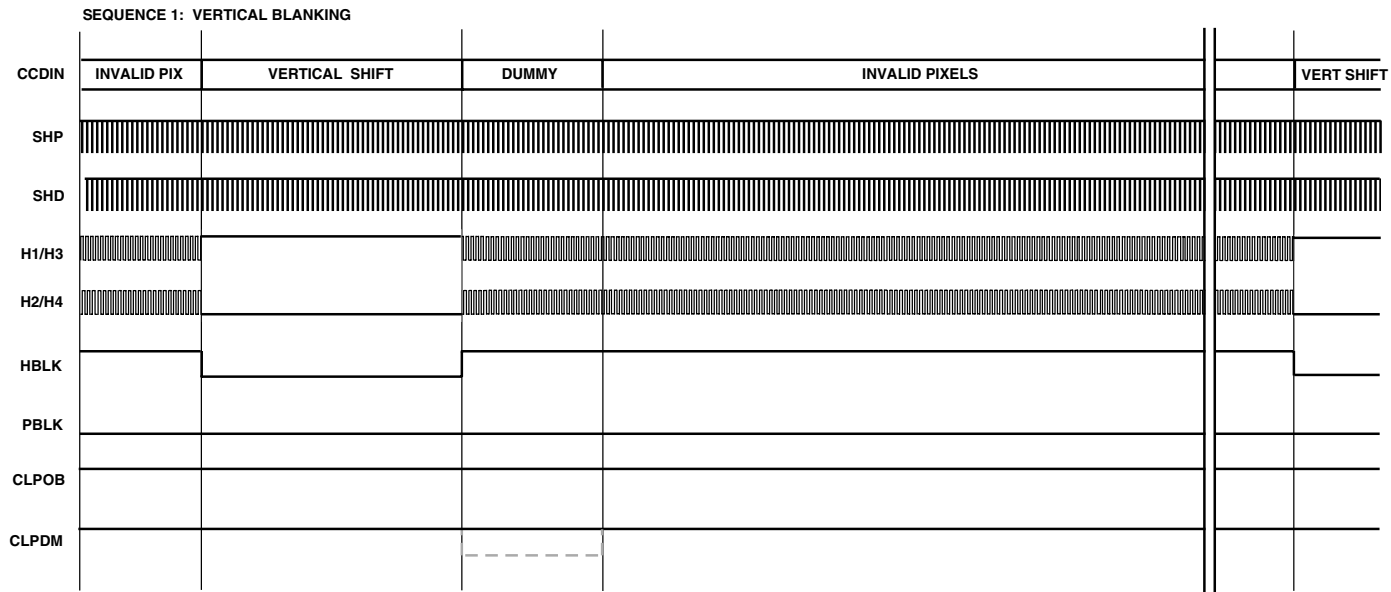 SEQUENCE 1: VERTICAL BLANKING
CCDIN INVALID PIX VERTICAL SHIFT DUMMY INVALID PIXELS VERT SHIFT
SHP
SHD
H1/H3
H2/H4
HBLK
PBLK
CLPOB
CLPDM